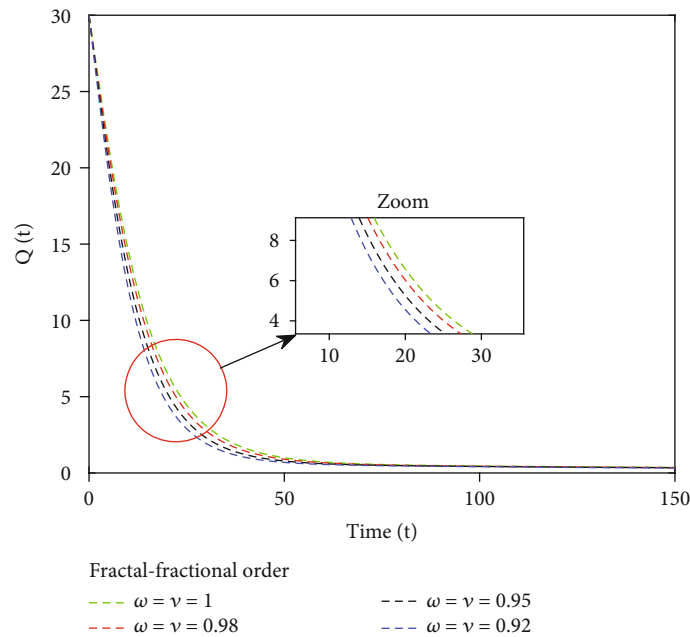 30
25
20
15
10
5
0
Q (t)
Zoom
8
6
4
10 20 30
0 50 100 150
Time (t)
Fractal-fractional order
ω = ν = 1
ω = ν = 0.98
ω = ν = 0.95
ω = ν = 0.92